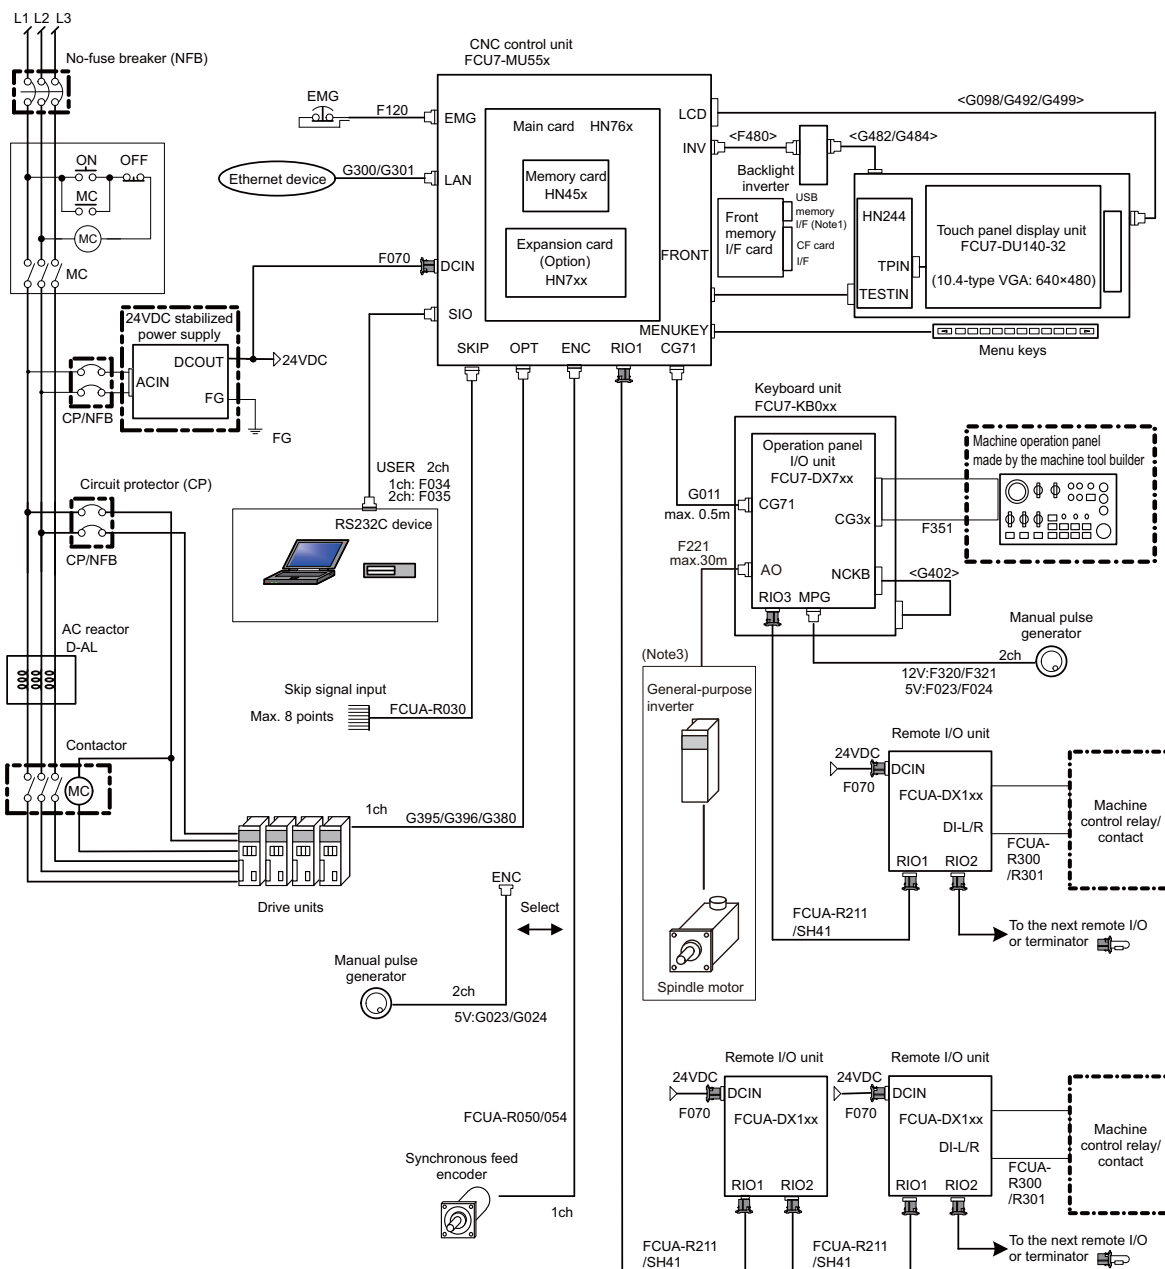 L1 L2 L3
No-fuse breaker (NFB)
ON
OFF
MC
MC
MC
24VDC stabilized
power supply
DCOUT
24VDC
ACIN
FG
CP/NFB
FG
Circuit protector (CP)
CP/NFB
AC reactor
D-AL
Contactor
MC
Drive units
1ch
G395/G396/G380
CNC control unit
FCU7-MU55x
EMG
F120
EMG
Ethernet device
G300/G301
LAN
F070
DCIN
SIO
Main card HN76x
Memory card
HN45x
Expansion card
(Option)
HN7xx
LCD
INV
FRONT
MENUKEY
SKIP OPT ENC RIO1 CG71
<G098/G492/G499>
<F480>
<G482/G484>
Backlight
inverter
Front
memory
I/F card
USB
memory
I/F (Note1)
CF card
I/F
HN244
TPIN
TESTIN
Touch panel display unit
FCU7-DU140-32
(10.4-type VGA: 640×480)
Menu keys
USER 2ch
1ch: F034
2ch: F035
RS232C device
Skip signal input
Max. 8 points
FCUA-R030
Keyboard unit
FCU7-KB0xx
Operation panel
I/O unit
FCU7-DX7xx
G011
max. 0.5m
CG71
CG3x
F351
F221
max.30m
AO
NCKB
<G402>
RIO3 MPG
Machine operation panel
made by the machine tool builder
Manual pulse
generator
2ch
12V:F320/F321
5V:F023/F024
(Note3)
General-purpose
inverter
Spindle motor
Remote I/O unit
24VDC
F070
DCIN
FCUA-DX1xx
DI-L/R
RIO1 RIO2
FCUA-
R300
/R301
Machine
control relay/
contact
FCUA-R211
/SH41
To the next remote I/O
or terminator
ENC
Select
Manual pulse
generator
2ch
5V:G023/G024
FCUA-R050/054
Synchronous feed
encoder
1ch
Remote I/O unit
24VDC
F070
DCIN
FCUA-DX1xx
RIO1 RIO2
FCUA-R211
/SH41
Remote I/O unit
24VDC
F070
DCIN
FCUA-DX1xx
DI-L/R
RIO1 RIO2
FCUA-
R300
/R301
Machine
control relay/
contact
FCUA-R211
/SH41
To the next remote I/O
or terminator